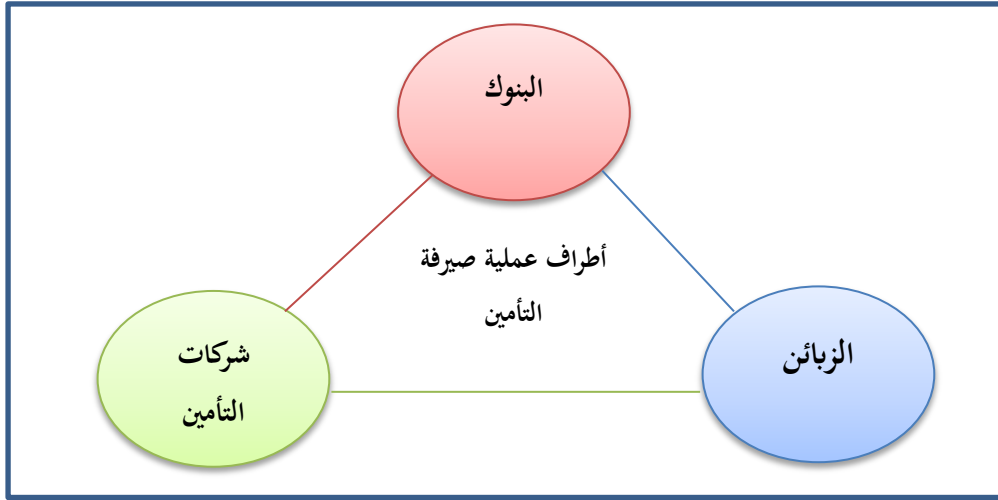 البنوك
أطراف عملية صيرفة
التأمين
الزبائن
شركات
التأمين